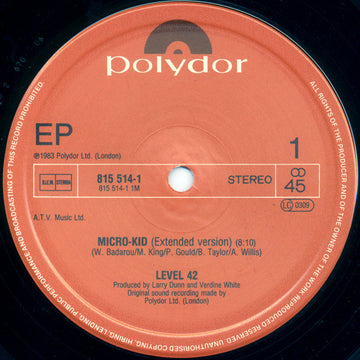 polydor
EP
1
℗1983 Polydor Ltd. (London)
815 514-1
815 514-1 1M
STEREO
45
B.I.E.M. STEMRA
LC 0309
A.T.V. Music Ltd.
MICRO-KID (Extended version) (8:10)
(W. Badarou/M. King/P. Gould/B. Taylor/A. Willis)
LEVEL 42
Produced by Larry Dunn and Verdine White
Original sound recording made by
Polydor Ltd. (London)
ALL RIGHTS OF THE PRODUCER AND OF THE OWNER OF THE WORK REPRODUCED RESERVED. UNAUTHORISED COPYING, HIRING, LENDING, PUBLIC PERFORMANCE AND BROADCASTING OF THIS RECORD PROHIBITED.